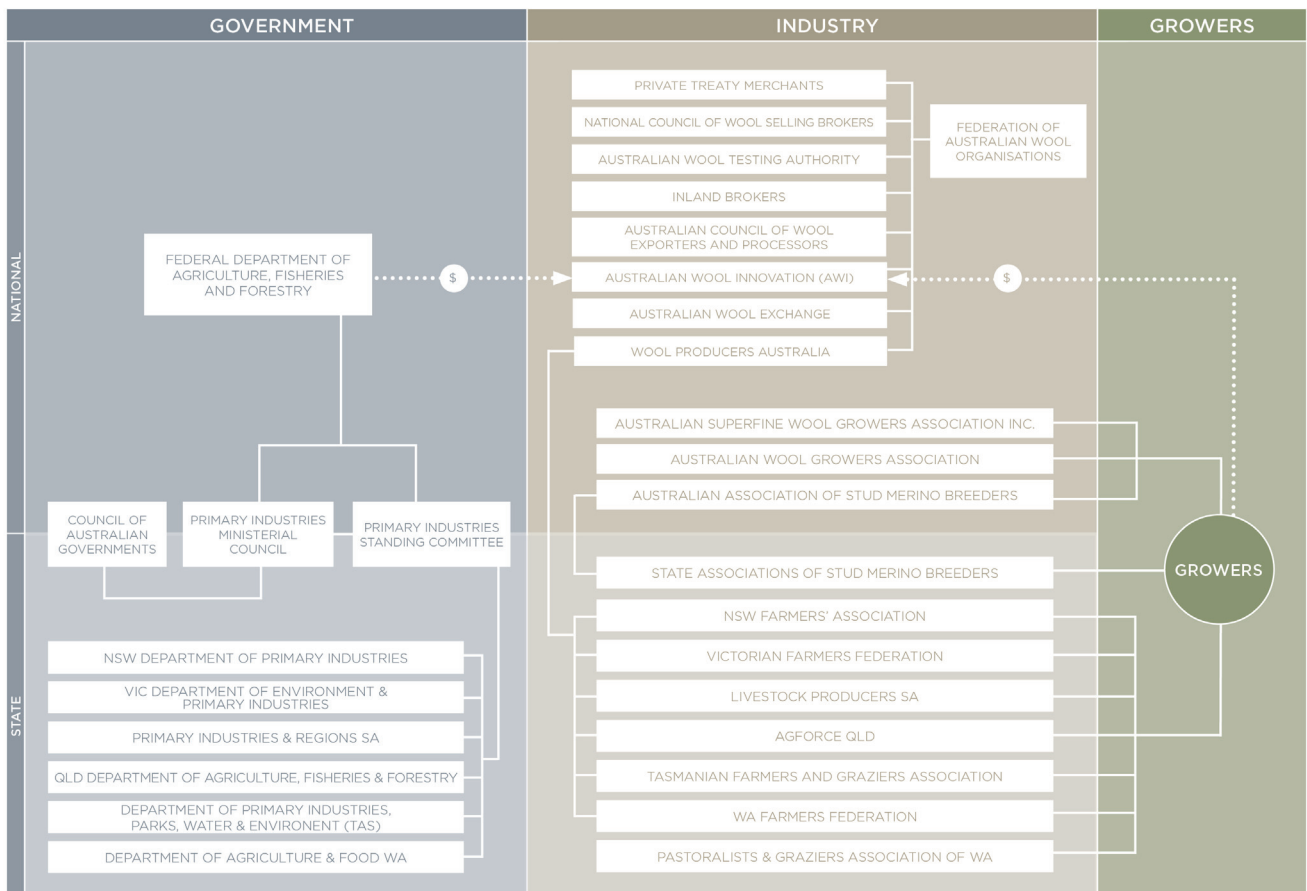 GOVERNMENT
INDUSTRY
GROWERS
NATIONAL
STATE
FEDERAL DEPARTMENT OF
AGRICULTURE, FISHERIES
AND FORESTRY
$
COUNCIL OF
AUSTRALIAN
GOVERNMENTS
PRIMARY INDUSTRIES
MINISTERIAL
COUNCIL
PRIMARY INDUSTRIES
STANDING COMMITTEE
NSW DEPARTMENT OF PRIMARY INDUSTRIES
VIC DEPARTMENT OF ENVIRONMENT &
PRIMARY INDUSTRIES
PRIMARY INDUSTRIES & REGIONS SA
QLD DEPARTMENT OF AGRICULTURE, FISHERIES & FORESTRY
DEPARTMENT OF PRIMARY INDUSTRIES,
PARKS, WATER & ENVIRONENT (TAS)
DEPARTMENT OF AGRICULTURE & FOOD WA
PRIVATE TREATY MERCHANTS
NATIONAL COUNCIL OF WOOL SELLING BROKERS
AUSTRALIAN WOOL TESTING AUTHORITY
INLAND BROKERS
AUSTRALIAN COUNCIL OF WOOL
EXPORTERS AND PROCESSORS
AUSTRALIAN WOOL INNOVATION (AWI)
AUSTRALIAN WOOL EXCHANGE
WOOL PRODUCERS AUSTRALIA
FEDERATION OF
AUSTRALIAN WOOL
ORGANISATIONS
$
AUSTRALIAN SUPERFINE WOOL GROWERS ASSOCIATION INC.
AUSTRALIAN WOOL GROWERS ASSOCIATION
AUSTRALIAN ASSOCIATION OF STUD MERINO BREEDERS
STATE ASSOCIATIONS OF STUD MERINO BREEDERS
NSW FARMERS' ASSOCIATION
VICTORIAN FARMERS FEDERATION
LIVESTOCK PRODUCERS SA
AGFORCE QLD
TASMANIAN FARMERS AND GRAZIERS ASSOCIATION
WA FARMERS FEDERATION
PASTORALISTS & GRAZIERS ASSOCIATION OF WA
GROWERS